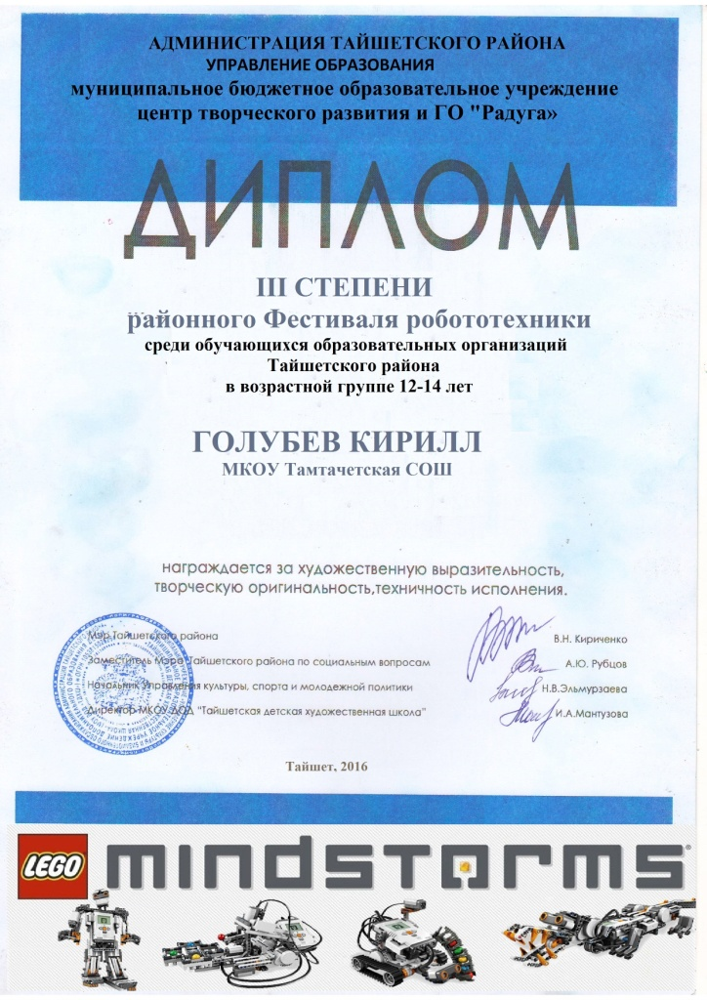 АДМИНИСТРАЦИЯ ТАЙШЕТСКОГО РАЙОНА
УПРАВЛЕНИЕ ОБРАЗОВАНИЯ
муниципальное бюджетное образовательное учреждение
центр творческого развития и ГО "Радуга»
ДИПЛОМ
III СТЕПЕНИ
районного Фестиваля робототехники
среди обучающихся образовательных организаций
Тайшетского района
в возрастной группе 12-14 лет
ГОЛУБЕВ КИРИЛЛ
МКОУ Тамтачетская СОШ
награждается за художественную выразительность,
творческую оригинальность,техничность исполнения.
Мэр Тайшетского района В.Н. Кириченко
Заместитель Мэра Тайшетского района по социальным вопросам А.Ю. Рубцов
Начальник Управления культуры, спорта и молодежной политики Н.В.Эльмурзаева
Директор МКОУ ДОД "Тайшетская детская художественная школа" И.А.Мантузова
Тайшет, 2016
LEGO mindstorms